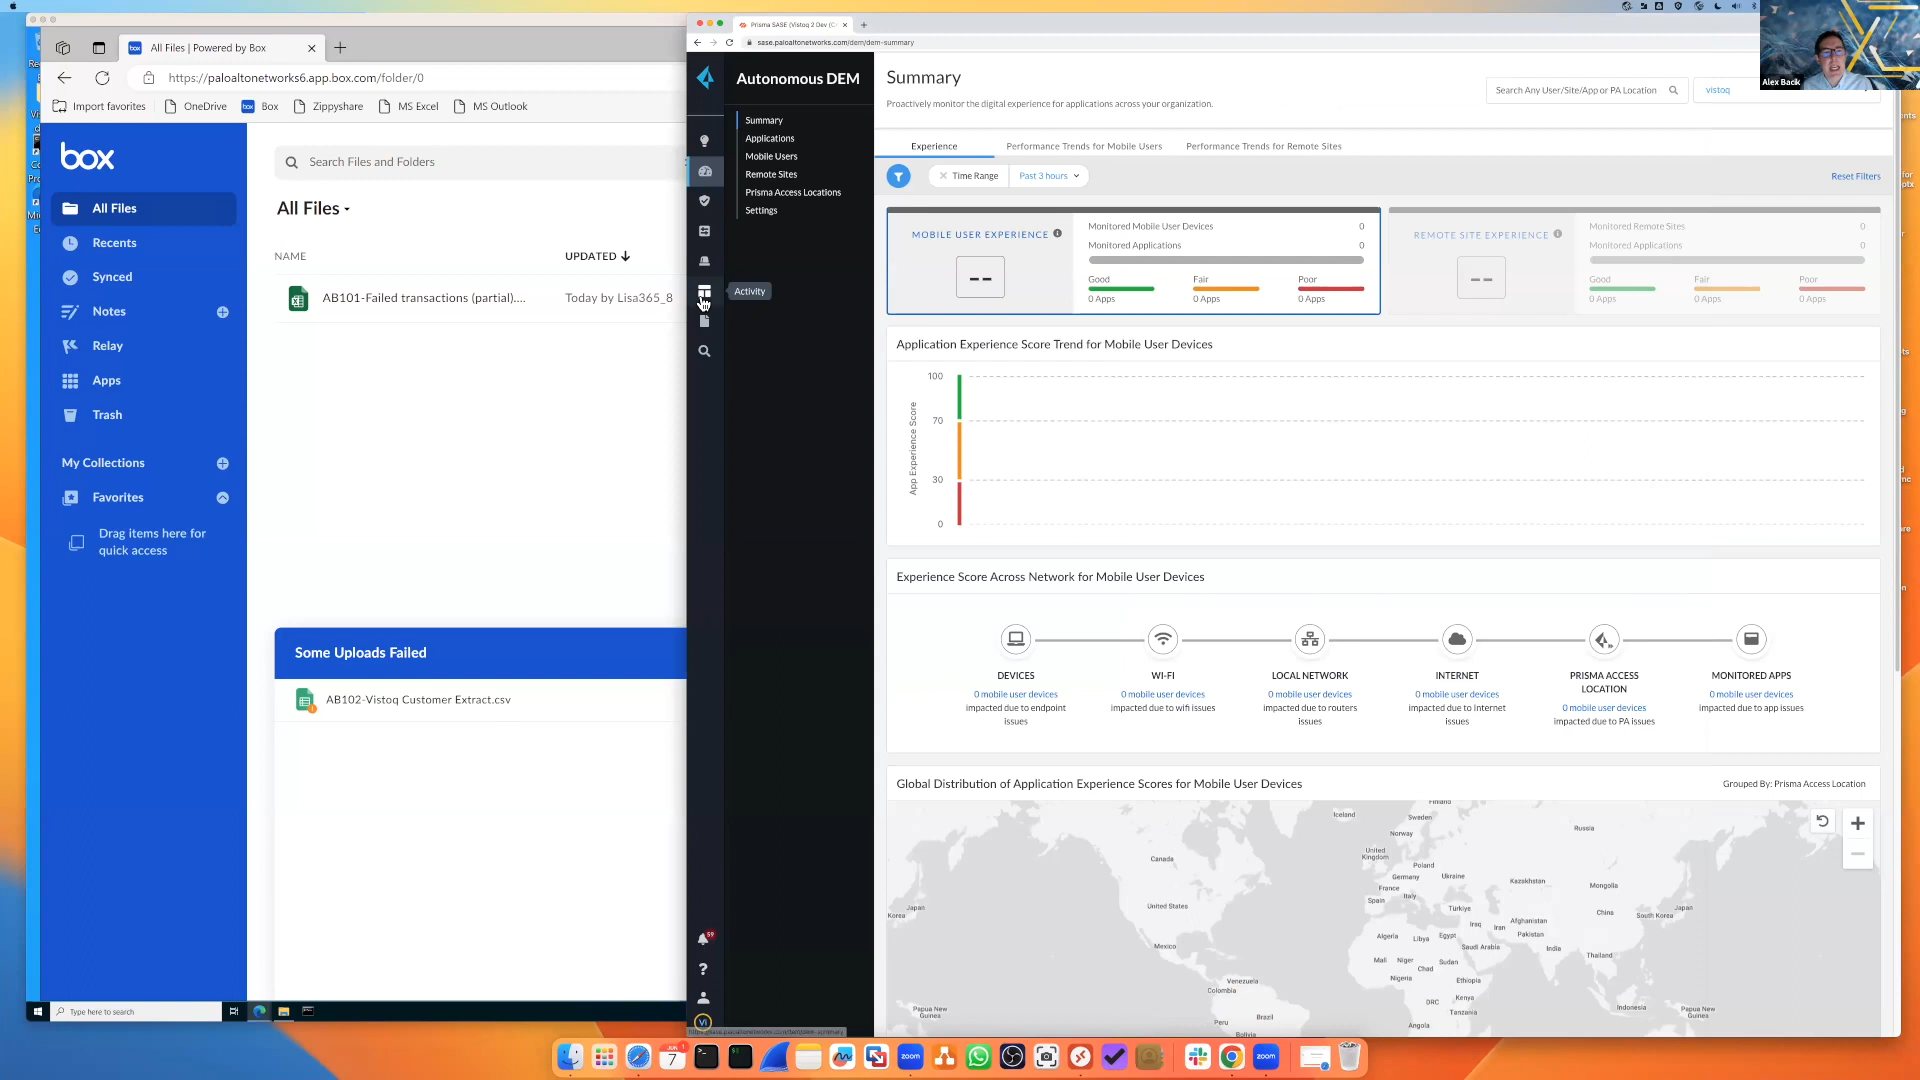 All Files | Powered by Box
https://paloaltonetworks6.app.box.com/folder/0
Import favorites
OneDrive
Box
Zippyshare
MS Excel
MS Outlook
box
All Files
Recents
Synced
Notes
Relay
Apps
Trash
My Collections
Favorites
Drag items here for
quick access
Search Files and Folders
All Files
NAME
UPDATED
AB101-Failed transactions (partial)....
Today by Lisa365_8
Some Uploads Failed
AB102-Vistoq Customer Extract.csv
Type here to search
Prisma SASE (Vistoq 2 Dev (C
sase.paloaltonetworks.com/dem/dem-summary
Autonomous DEM
Summary
Applications
Mobile Users
Remote Sites
Prisma Access Locations
Settings
Activity
59
VI
Summary
Proactively monitor the digital experience for applications across your organization.
Search Any User/Site/App or PA Location
vistoq
Alex Bacik
Experience
Performance Trends for Mobile Users
Performance Trends for Remote Sites
Time Range
Past 3 hours
Reset Filters
MOBILE USER EXPERIENCE
--
Monitored Mobile User Devices 0
Monitored Applications 0
Good Fair Poor
0 Apps 0 Apps 0 Apps
REMOTE SITE EXPERIENCE
--
Monitored Remote Sites 0
Monitored Applications 0
Good Fair Poor
0 Apps 0 Apps 0 Apps
Application Experience Score Trend for Mobile User Devices
App Experience Score
100
70
30
0
Experience Score Across Network for Mobile User Devices
DEVICES
0 mobile user devices
impacted due to endpoint
issues
WI-FI
0 mobile user devices
impacted due to wifi issues
LOCAL NETWORK
0 mobile user devices
impacted due to routers
issues
INTERNET
0 mobile user devices
impacted due to Internet
issues
PRISMA ACCESS
LOCATION
0 mobile user devices
impacted due to PA issues
MONITORED APPS
0 mobile user devices
impacted due to app issues
Global Distribution of Application Experience Scores for Mobile User Devices
Grouped By: Prisma Access Location
Iceland
Finland
Sweden
Norway
Russia
United
Kingdom
Canada
Poland
Germany
Ukraine
Kazakhstan
Mongolia
France
Spain
Italy
Türkiye
United States
Japan
Korea
China
South Korea
Japan
Afghanistan
Iraq
Iran
Pakistan
Algeria
Libya
Egypt
Saudi Arabia
India
Mexico
Mali
Niger
Sudan
Chad
Thailand
Nigeria
Ethiopia
Venezuela
Colombia
DRC
Kenya
Indonesia
Papua New
Guinea
Tanzania
Papua New
Guinea
Peru
Brazil
Angola
Bolivia
JUN
7
zoom
zoom